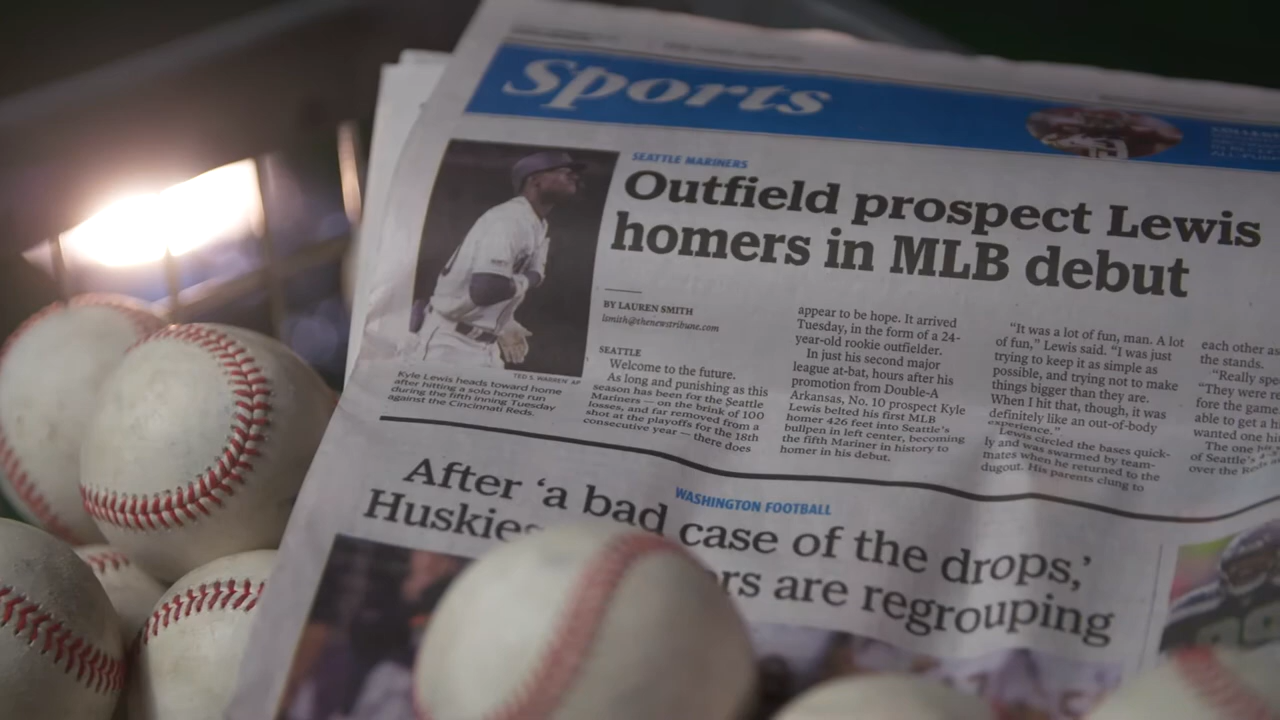 Sports
SEATTLE MARINERS
Outfield prospect Lewis
homers in MLB debut
TED S. WARREN AP
Kyle Lewis heads toward home
after hitting a solo home run
during the fifth inning Tuesday
against the Cincinnati Reds.
BY LAUREN SMITH
lsmith@thenewstribune.com
SEATTLE
Welcome to the future.
As long and punishing as this
season has been for the Seattle
Mariners — on the brink of 100
losses, and far removed from a
shot at the playoffs for the 18th
consecutive year — there does
appear to be hope. It arrived
Tuesday, in the form of a 24-
year-old rookie outfielder.
In just his second major
league at-bat, hours after his
promotion from Double-A
Arkansas, No. 10 prospect Kyle
Lewis belted his first MLB
homer 426 feet into Seattle's
bullpen in left center, becoming
the fifth Mariner in history to
homer in his debut.
"It was a lot of fun, man. A lot
of fun," Lewis said. "I was just
trying to keep it as simple as
possible, and trying not to make
things bigger than they are.
When I hit that, though, it was
definitely like an out-of-body
experience."
Lewis circled the bases quick-
ly and was warmed by team-
mates when he returned to the
dugout. His parents clung to
each other as
the stands.
"Really spe
"They were r
fore the game
able to get a h
wanted one hi
The one
of Seattle's
over the Reds
WASHINGTON FOOTBALL
After 'a bad case of the drops,'
Huskies rs are regrouping